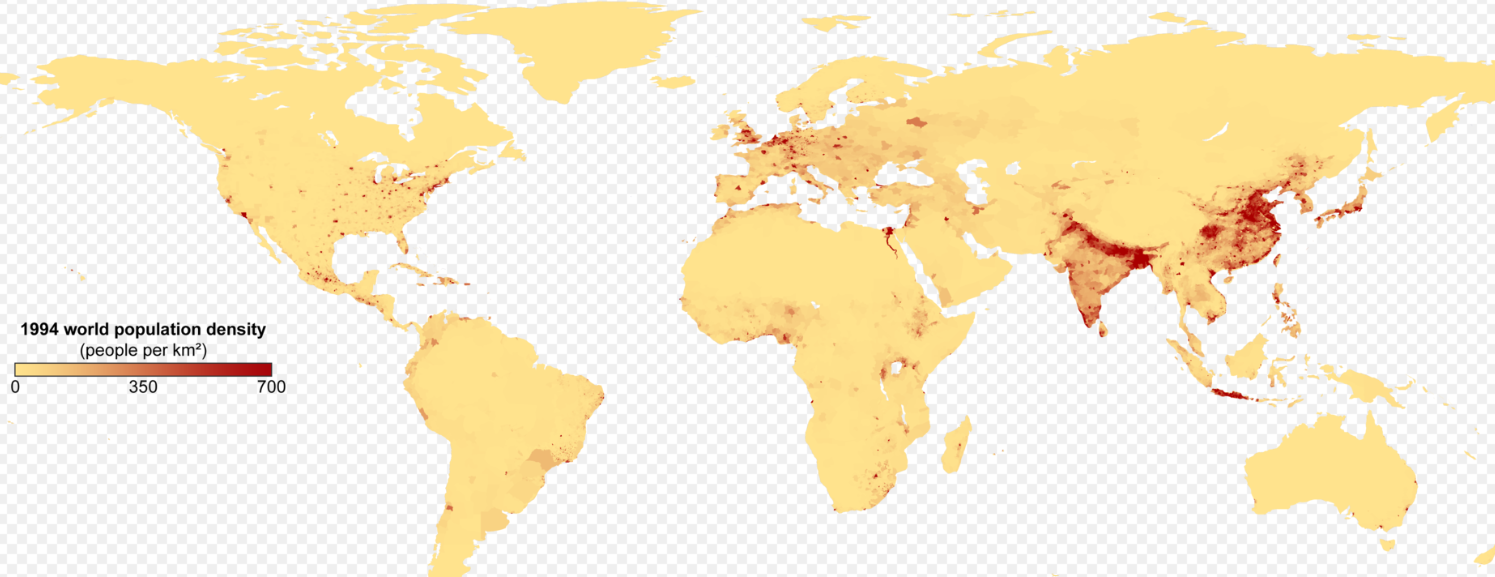 1994 world population density
(people per km²)
0 350 700